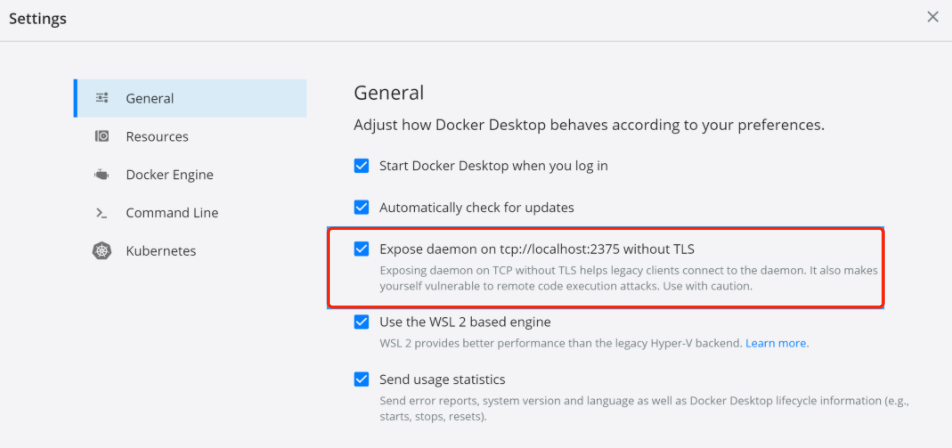 Settings
General
Resources
Docker Engine
Command Line
Kubernetes
General
Adjust how Docker Desktop behaves according to your preferences.
Start Docker Desktop when you log in
Automatically check for updates
Expose daemon on tcp://localhost:2375 without TLS
Exposing daemon on TCP without TLS helps legacy clients connect to the daemon. It also makes
yourself vulnerable to remote code execution attacks. Use with caution.
Use the WSL 2 based engine
WSL 2 provides better performance than the legacy Hyper-V backend. Learn more.
Send usage statistics
Send error reports, system version and language as well as Docker Desktop lifecycle information (e.g.,
starts, stops, resets).